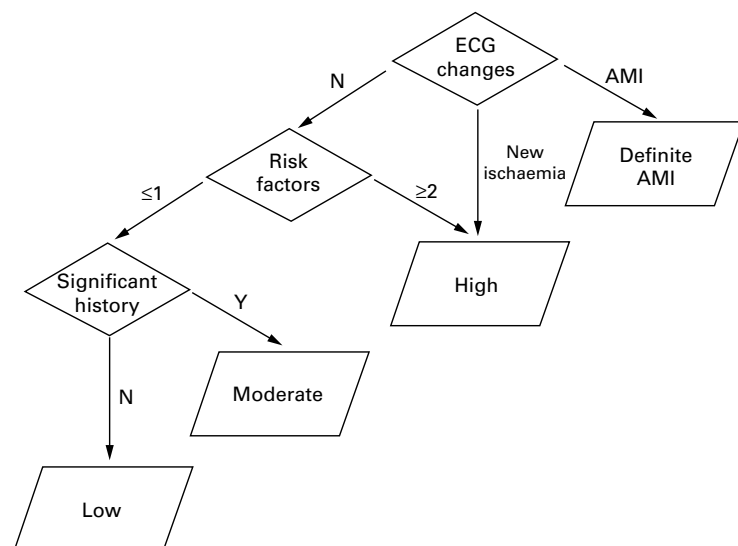 ECG
changes
N
AMI
New
ischaemia
Definite
AMI
Risk
factors
≤1
≥2
High
Significant
history
Y
Moderate
N
Low